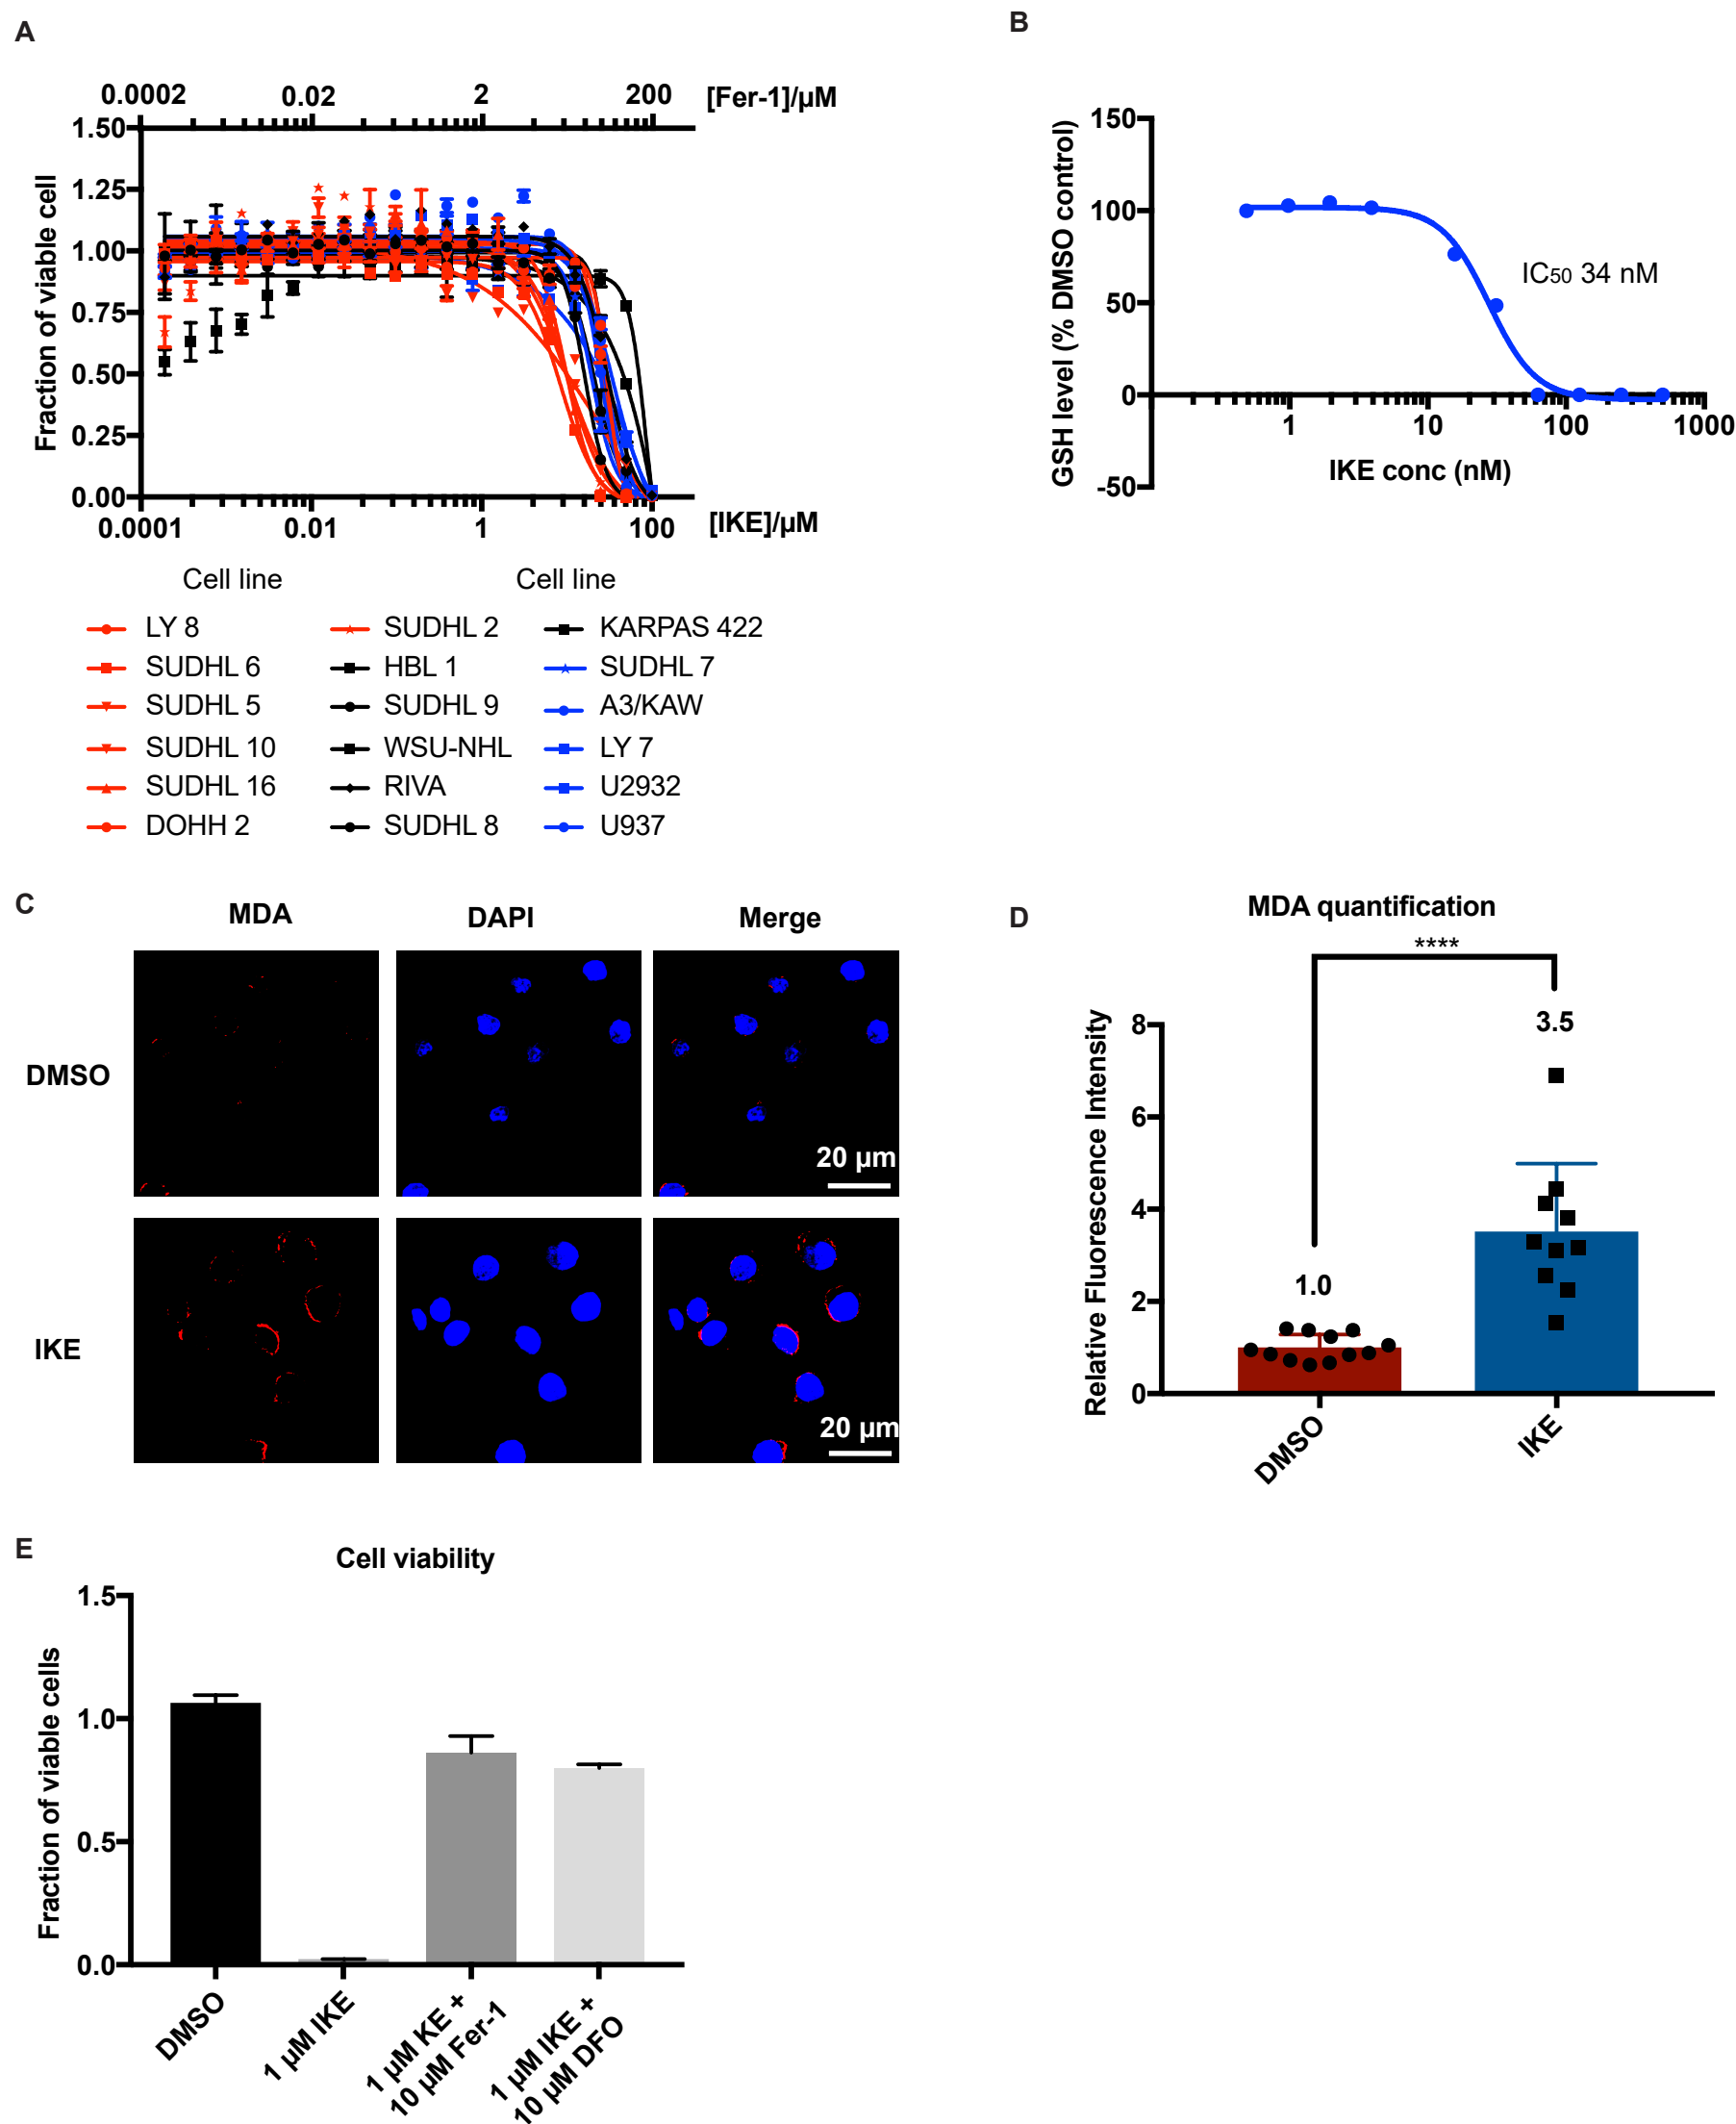 A
0.0002 0.02 2 200 [Fer-1]/µM
1.50
1.25
1.00
0.75
0.50
0.25
0.00
Fraction of viable cell
0.0001 0.01 1 100 [IKE]/µM
Cell line Cell line
LY 8 SUDHL 2 KARPAS 422
SUDHL 6 HBL 1 SUDHL 7
SUDHL 5 SUDHL 9 A3/KAW
SUDHL 10 WSU-NHL LY 7
SUDHL 16 RIVA U2932
DOHH 2 SUDHL 8 U937
B
150
100
50
0
-50
GSH level (% DMSO control)
IC50 34 nM
1 10 100 1000
IKE conc (nM)
C
MDA DAPI Merge
DMSO
20 µm
IKE
20 µm
D
MDA quantification
****
3.5
1.0
8
6
4
2
0
Relative Fluorescence Intensity
DMSO
IKE
E
Cell viability
1.5
1.0
0.5
0.0
Fraction of viable cells
DMSO
1 µM IKE
1 µM KE +
10 µM Fer-1
1 µM IKE +
10 µM DFO